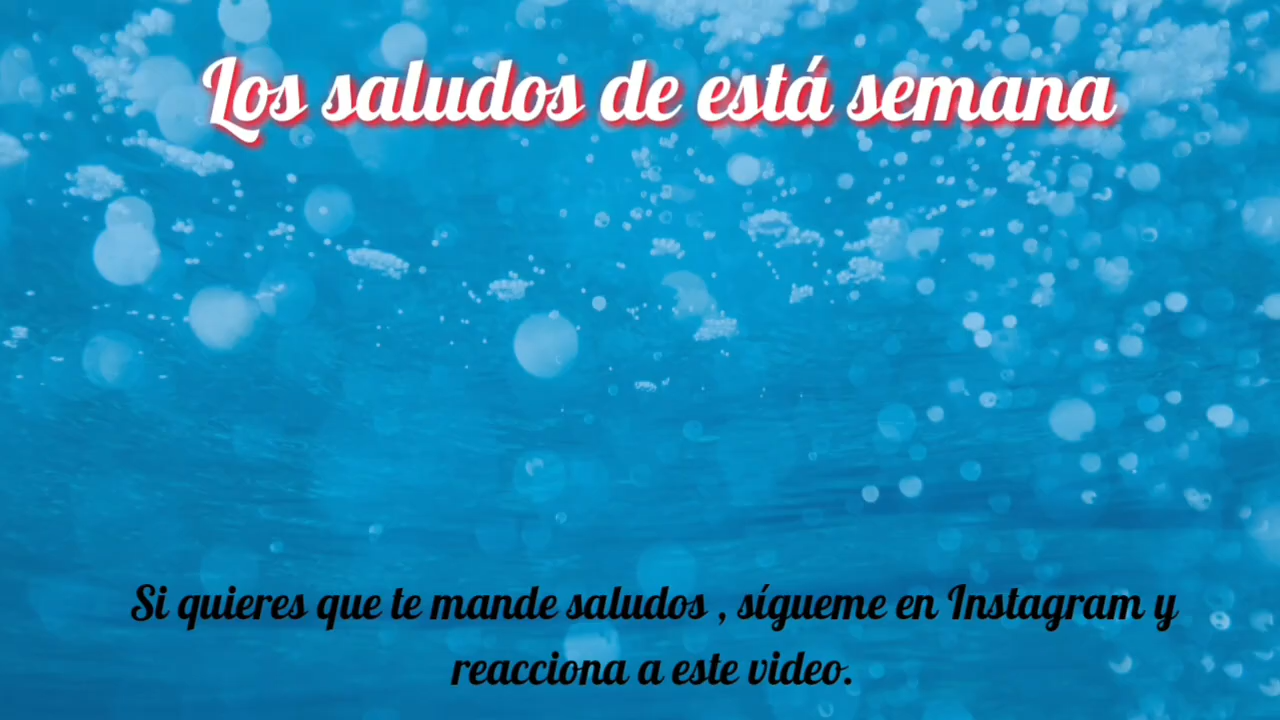 Los saludos de está semana
Si quieres que te mande saludos , sígueme en Instagram y
reacciona a este video.